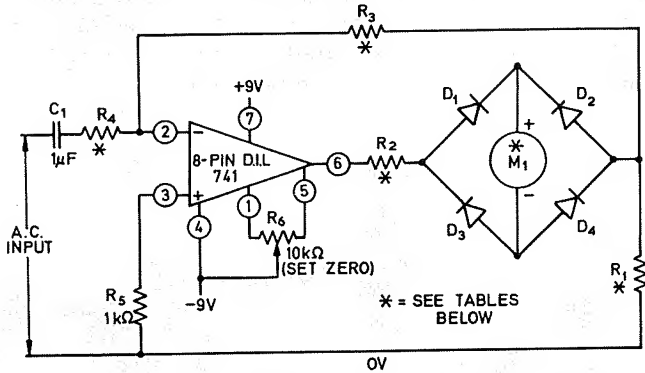 R3
*
+9V
C1
1µF
R4
*
2
−
7
8-PIN D.I.L
741
3
+
6
R2
*
D1
D2
+
*
M1
−
D3
D4
1
5
4
R6
10kΩ
(SET ZERO)
A.C.
INPUT
R5
1kΩ
-9V
R1
*
* = SEE TABLES
BELOW
0V